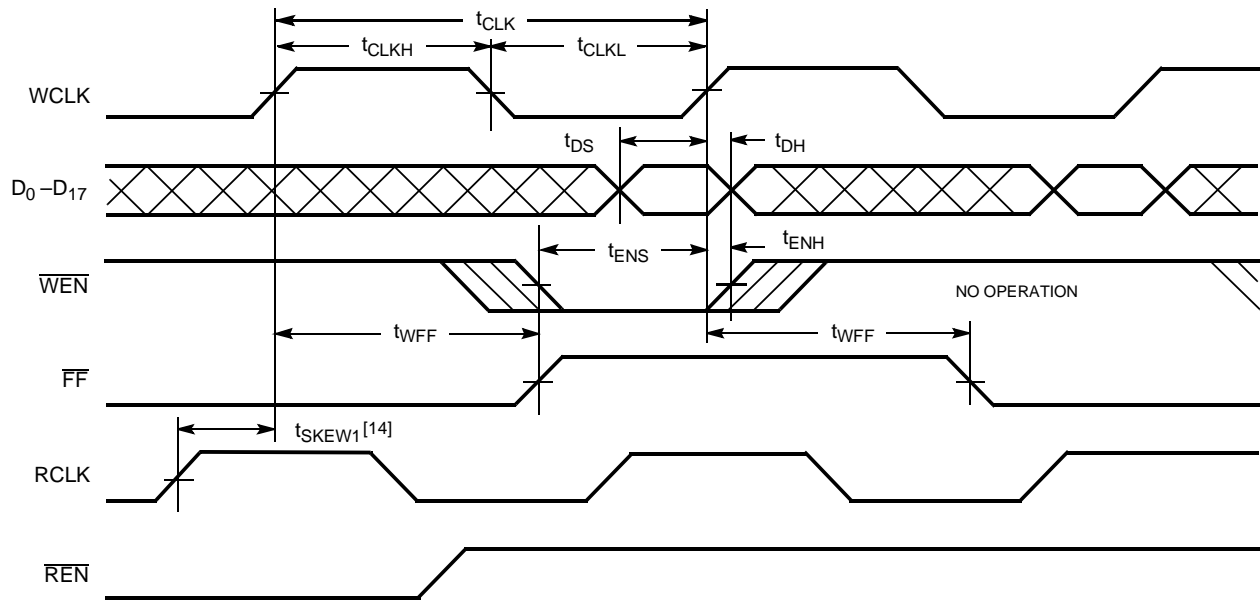 tCLK
tCLKH
tCLKL
WCLK
tDS
tDH
D0 –D17
tENS
tENH
WEN
NO OPERATION
tWFF
tWFF
FF
tSKEW1[14]
RCLK
REN